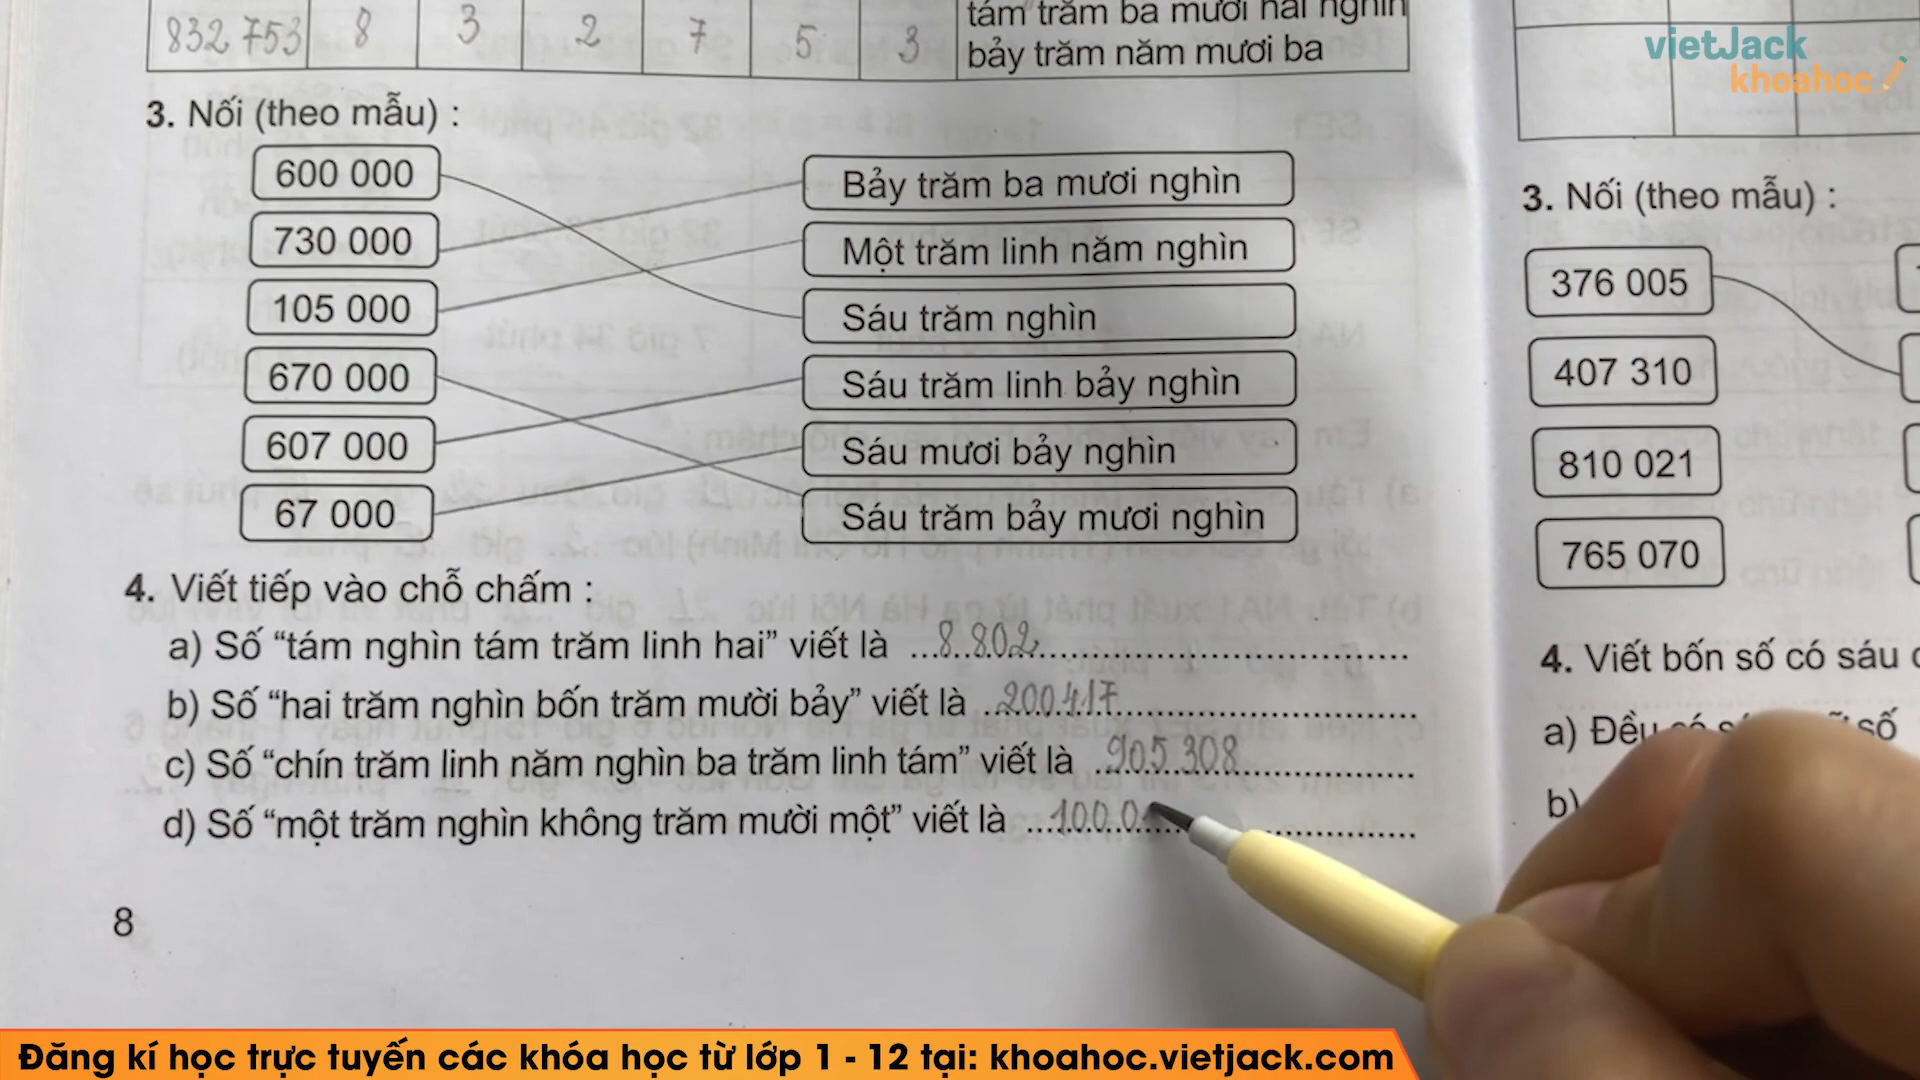 tám trăm ba mươi hai nghìn
832 753 8 3 2 7 5 3 bảy trăm năm mươi ba
vietJack
khoahoc
3. Nối (theo mẫu) :
600 000 Bảy trăm ba mươi nghìn
730 000 Một trăm linh năm nghìn
105 000 Sáu trăm nghìn
670 000 Sáu trăm linh bảy nghìn
607 000 Sáu mươi bảy nghìn
67 000 Sáu trăm bảy mươi nghìn
4. Viết tiếp vào chỗ chấm :
a) Số “tám nghìn tám trăm linh hai” viết là ...8 802...
b) Số “hai trăm nghìn bốn trăm mười bảy” viết là ...200 417...
c) Số “chín trăm linh năm nghìn ba trăm linh tám” viết là ...905 308...
d) Số “một trăm nghìn không trăm mười một” viết là ...100 01...
8
3. Nối (theo mẫu) :
376 005
407 310
810 021
765 070
4. Viết bốn số có sáu
a) Đều có số
b)
Đăng kí học trực tuyến các khóa học từ lớp 1 - 12 tại: khoahoc.vietjack.com